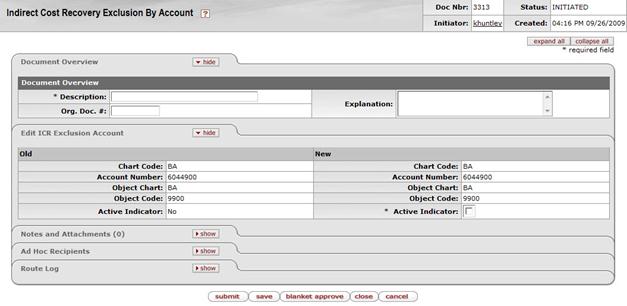 Indirect Cost Recovery Exclusion By Account ?
Doc Nbr: 3313 Status: INITIATED
Initiator: khuntley Created: 04:16 PM 09/26/2009
expand all collapse all
* required field
Document Overview hide
Document Overview
* Description:
Explanation:
Org. Doc. #:
Edit ICR Exclusion Account hide
Old New
Chart Code: BA Chart Code: BA
Account Number: 6044900 Account Number: 6044900
Object Chart: BA Object Chart: BA
Object Code: 9900 Object Code: 9900
Active Indicator: No * Active Indicator:
Notes and Attachments (0) show
Ad Hoc Recipients show
Route Log show
submit save blanket approve close cancel